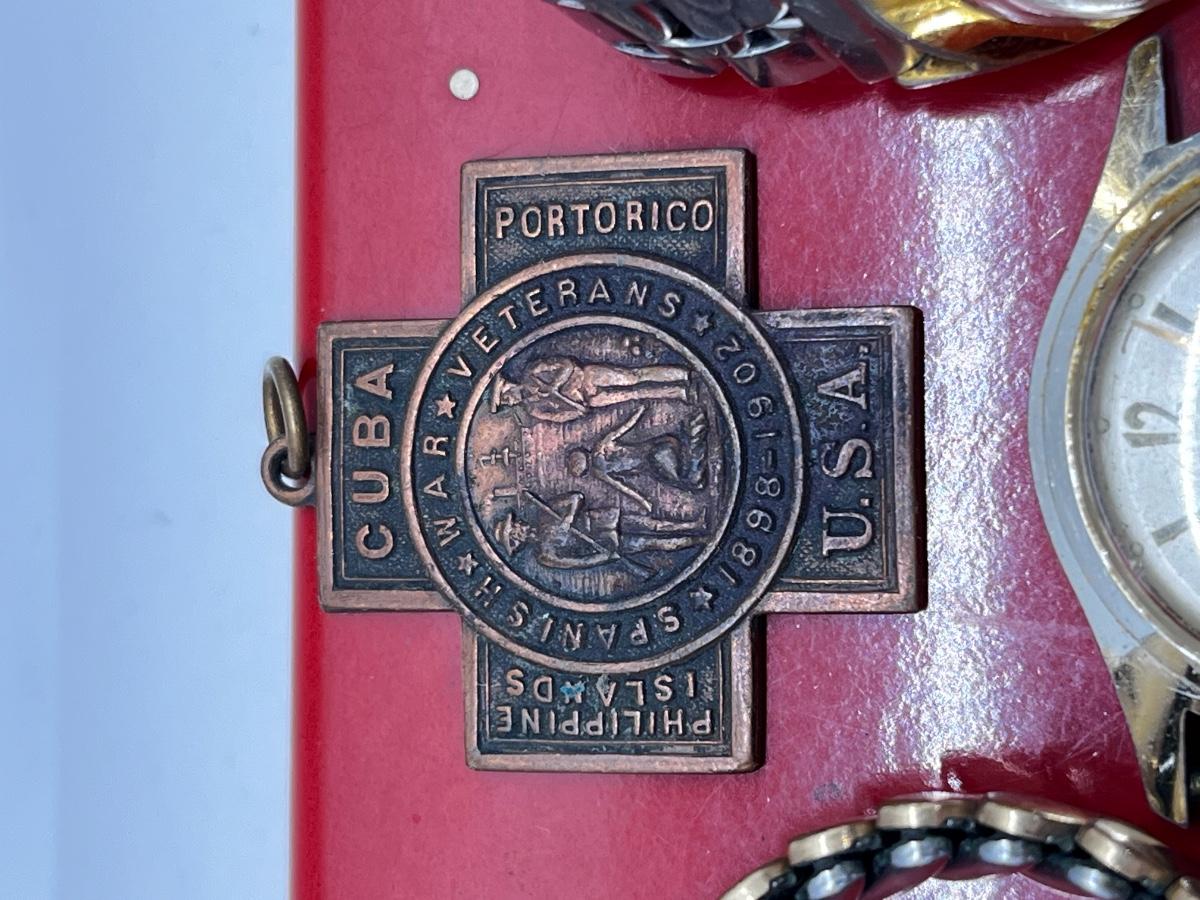 CUBA
PHILIPPINE
ISLANDS
SPANISH ★ WAR ★ VETERANS ★ 1898-1902 ★
PORTORICO
U.S.A.
12